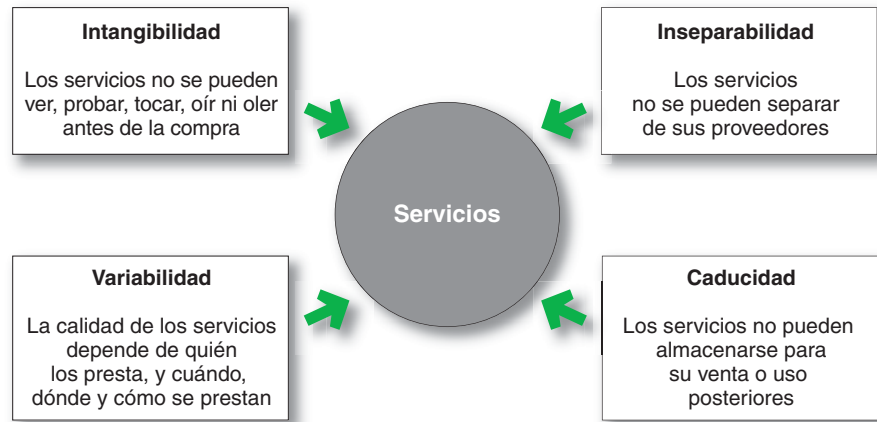 Intangibilidad
Los servicios no se pueden
ver, probar, tocar, oír ni oler
antes de la compra
Inseparabilidad
Los servicios
no se pueden separar
de sus proveedores
Servicios
Variabilidad
La calidad de los servicios
depende de quién
los presta, y cuándo,
dónde y cómo se prestan
Caducidad
Los servicios no pueden
almacenarse para
su venta o uso
posteriores